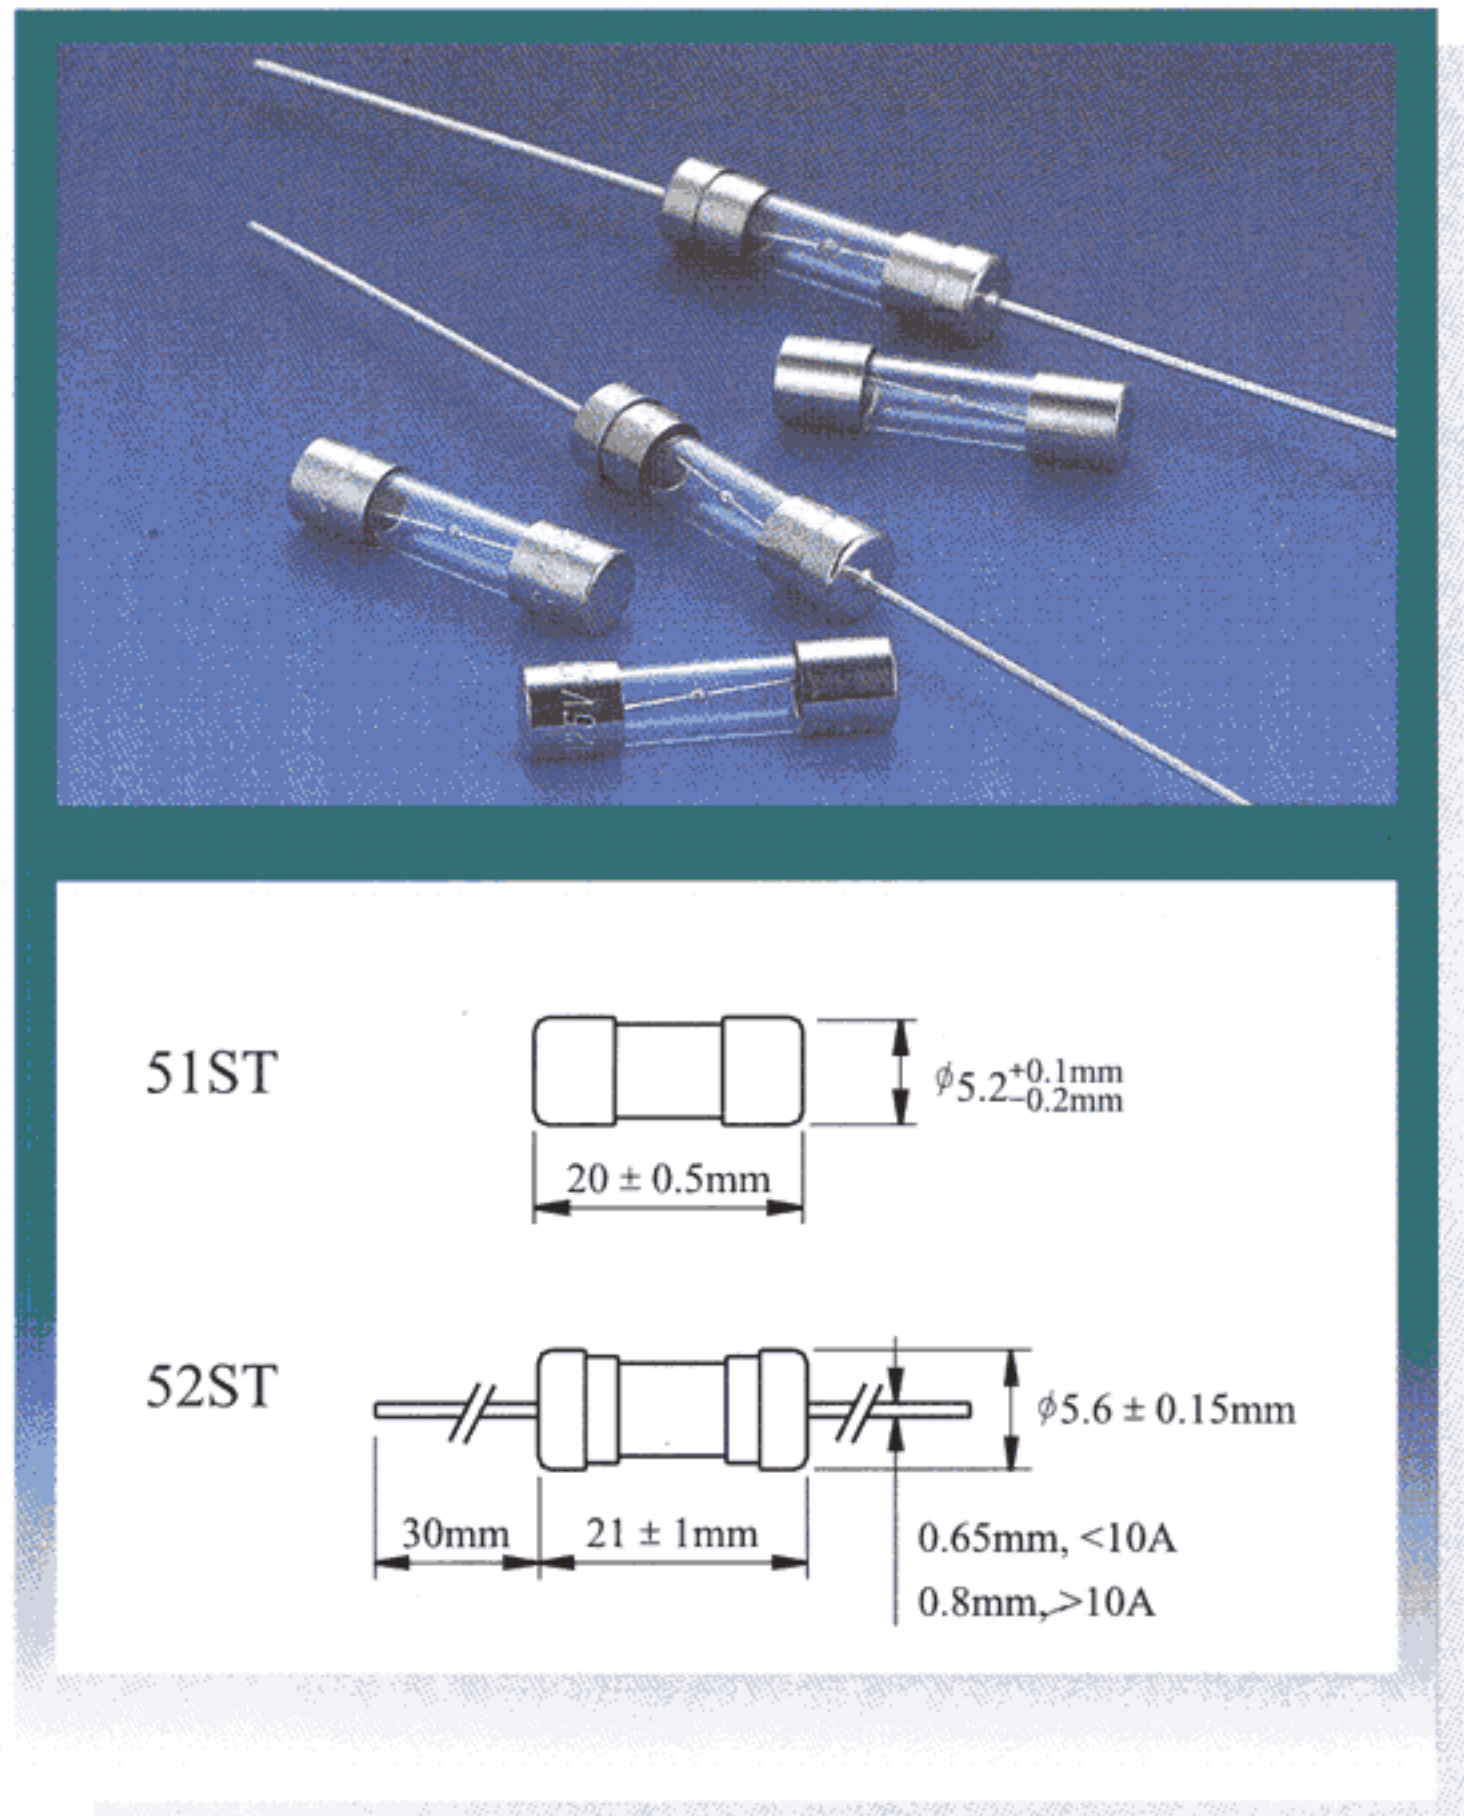 25V
51ST
ϕ5.2 +0.1mm −0.2mm
20 ± 0.5mm
52ST
ϕ5.6 ± 0.15mm
30mm
21 ± 1mm
0.65mm, <10A
0.8mm, >10A